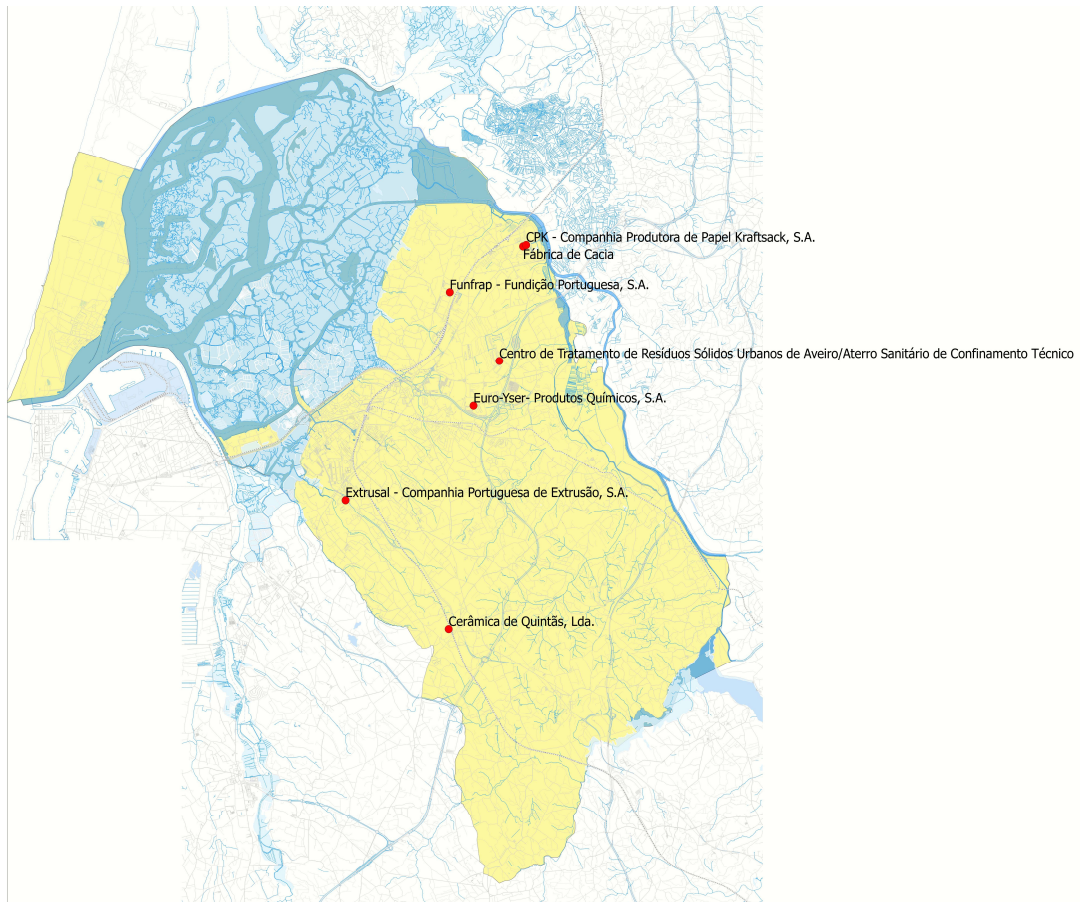 CPK - Companhia Produtora de Papel Kraftsack, S.A.
Fábrica de Cacia
Funfrap - Fundição Portuguesa, S.A.
Centro de Tratamento de Resíduos Sólidos Urbanos de Aveiro/Aterro Sanitário de Confinamento Técnico
Euro-Yser- Produtos Químicos, S.A.
Extrusal - Companhia Portuguesa de Extrusão, S.A.
Cerâmica de Quintãs, Lda.